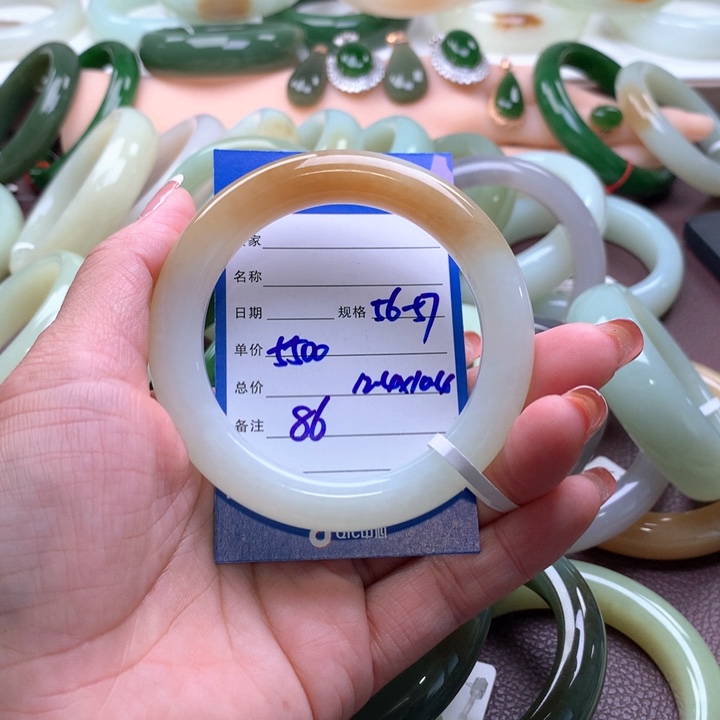 家
名称
日期 规格 56-57
单价 5500
总价 12.4x10.6
备注 86